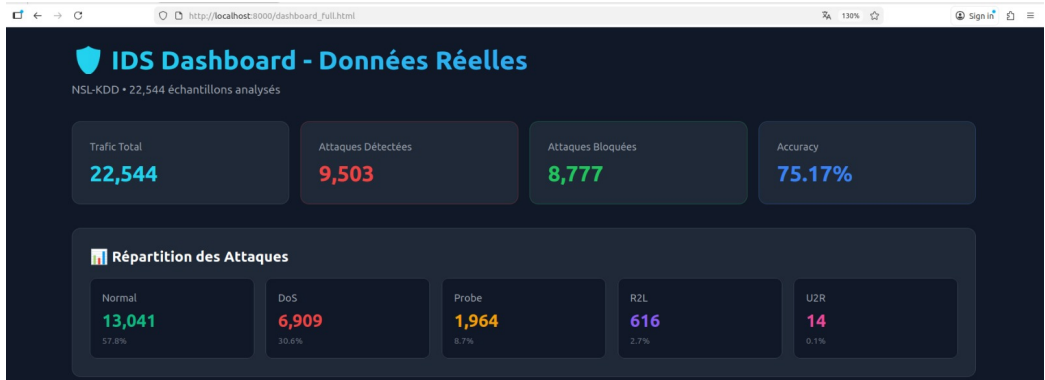 http://localhost:8000/dashboard_full.html
130%
Sign in
IDS Dashboard - Données Réelles
NSL-KDD • 22,544 échantillons analysés
Trafic Total
22,544
Attaques Détectées
9,503
Attaques Bloquées
8,777
Accuracy
75.17%
Répartition des Attaques
Normal
13,041
57.8%
DoS
6,909
30.6%
Probe
1,964
8.7%
R2L
616
2.7%
U2R
14
0.1%